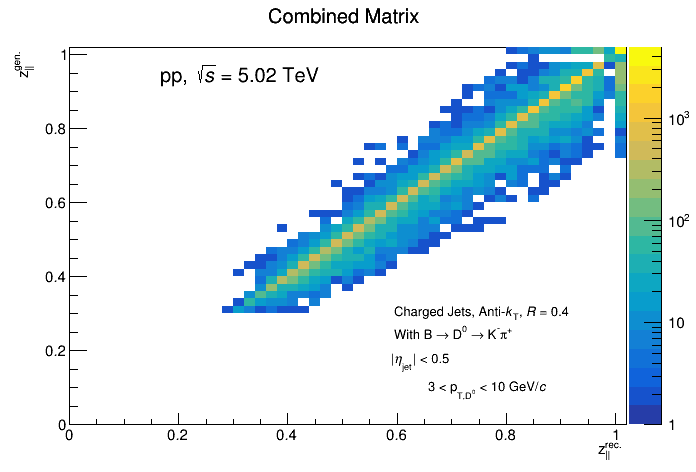 Combined Matrix
z∥gen.
pp, √s = 5.02 TeV
1
0.8
0.6
0.4
0.2
0
10³
10²
10
1
Charged Jets, Anti-kT, R = 0.4
With B → D⁰ → K⁻π⁺
|ηjet| < 0.5
3 < pT,D⁰ < 10 GeV/c
0 0.2 0.4 0.6 0.8 1
z∥rec.